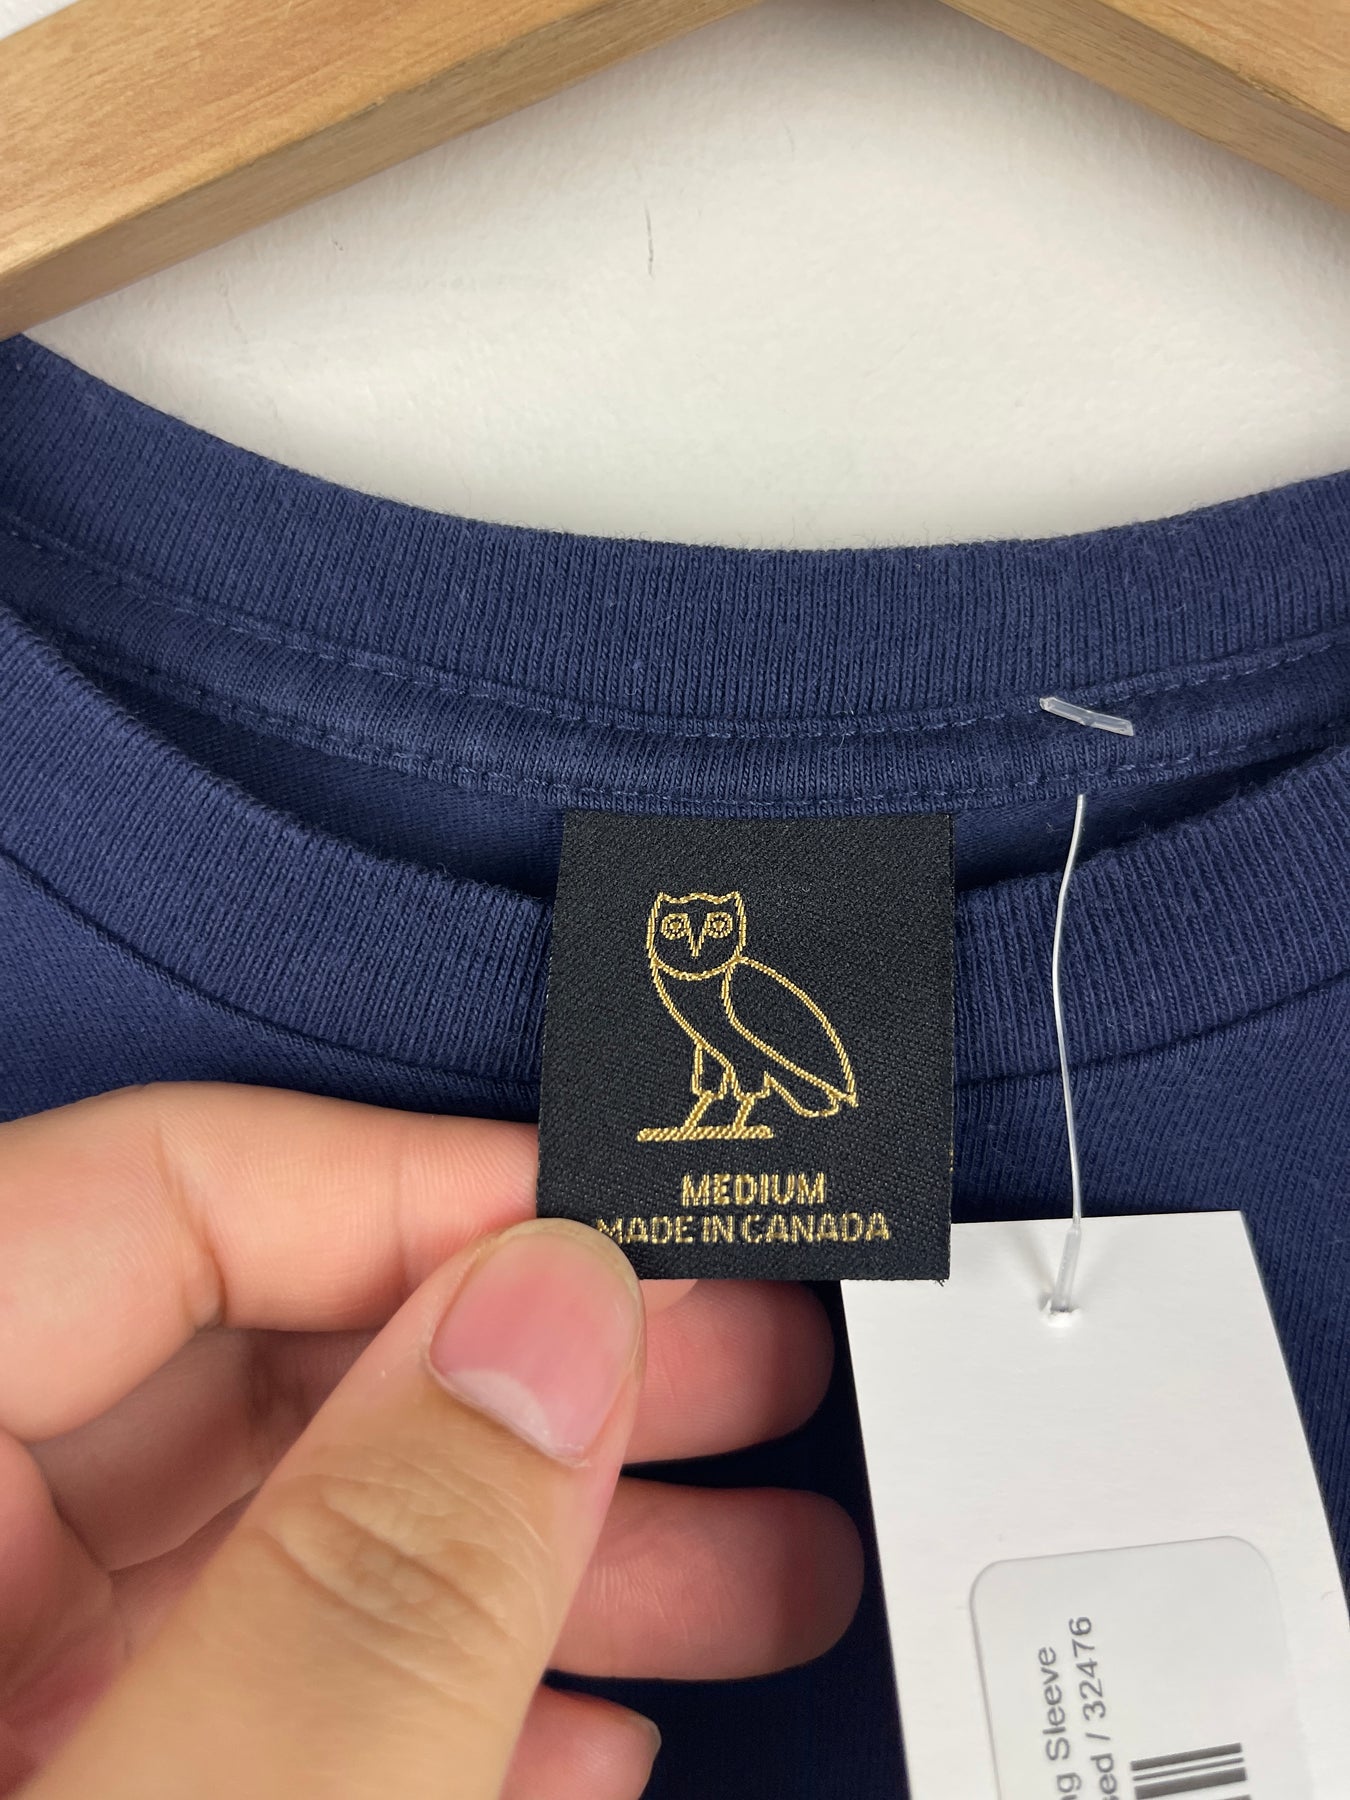 MEDIUM
MADE IN CANADA
Sleeve
/ 32476